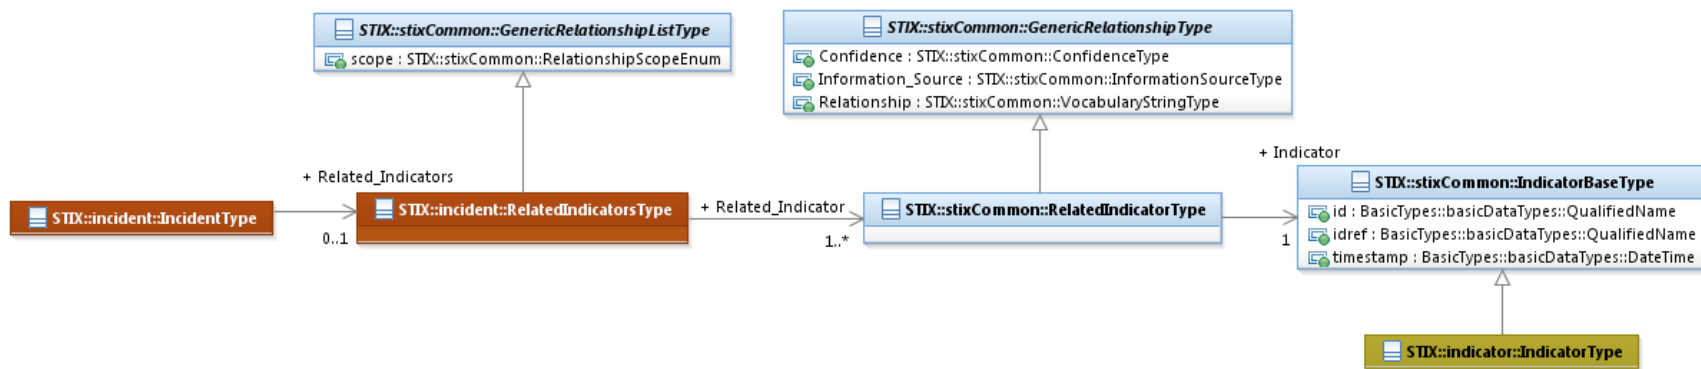 STIX::stixCommon::GenericRelationshipListType
scope : STIX::stixCommon::RelationshipScopeEnum
STIX::stixCommon::GenericRelationshipType
Confidence : STIX::stixCommon::ConfidenceType
Information_Source : STIX::stixCommon::InformationSourceType
Relationship : STIX::stixCommon::VocabularyStringType
STIX::incident::IncidentType
+ Related_Indicators
0..1
STIX::incident::RelatedIndicatorsType
+ Related_Indicator
1..*
STIX::stixCommon::RelatedIndicatorType
+ Indicator
1
STIX::stixCommon::IndicatorBaseType
id : BasicTypes::basicDataTypes::QualifiedName
idref : BasicTypes::basicDataTypes::QualifiedName
timestamp : BasicTypes::basicDataTypes::DateTime
STIX::indicator::IndicatorType